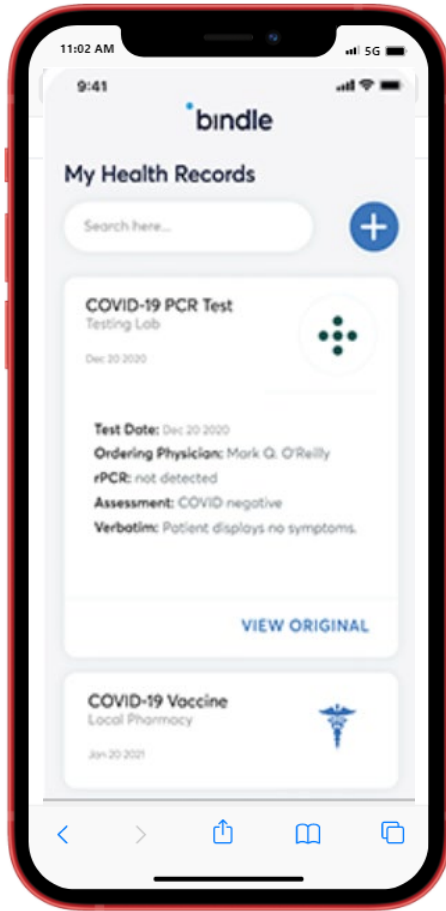 11:02 AM 5G
9:41
bindle
My Health Records
Search here...
COVID-19 PCR Test
Testing Lab
Dec 20 2020
Test Date: Dec 20 2020
Ordering Physician: Mark Q. O'Reilly
rPCR: not detected
Assessment: COVID negative
Verbatim: Patient displays no symptoms.
VIEW ORIGINAL
COVID-19 Vaccine
Local Pharmacy
Jan 20 2021